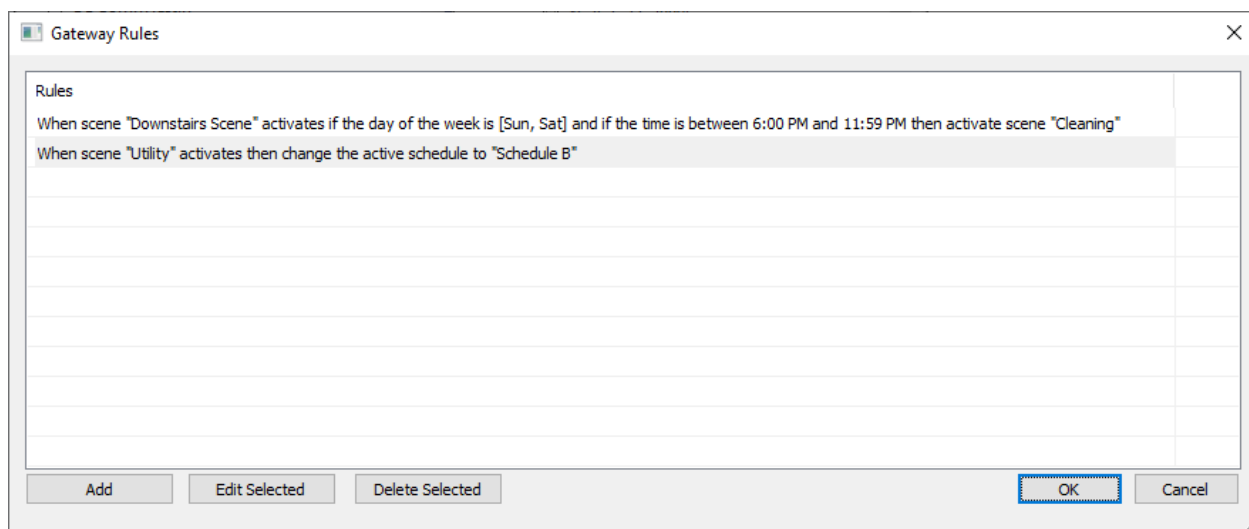 Gateway Rules
Rules
When scene "Downstairs Scene" activates if the day of the week is [Sun, Sat] and if the time is between 6:00 PM and 11:59 PM then activate scene "Cleaning"
When scene "Utility" activates then change the active schedule to "Schedule B"
Add Edit Selected Delete Selected OK Cancel